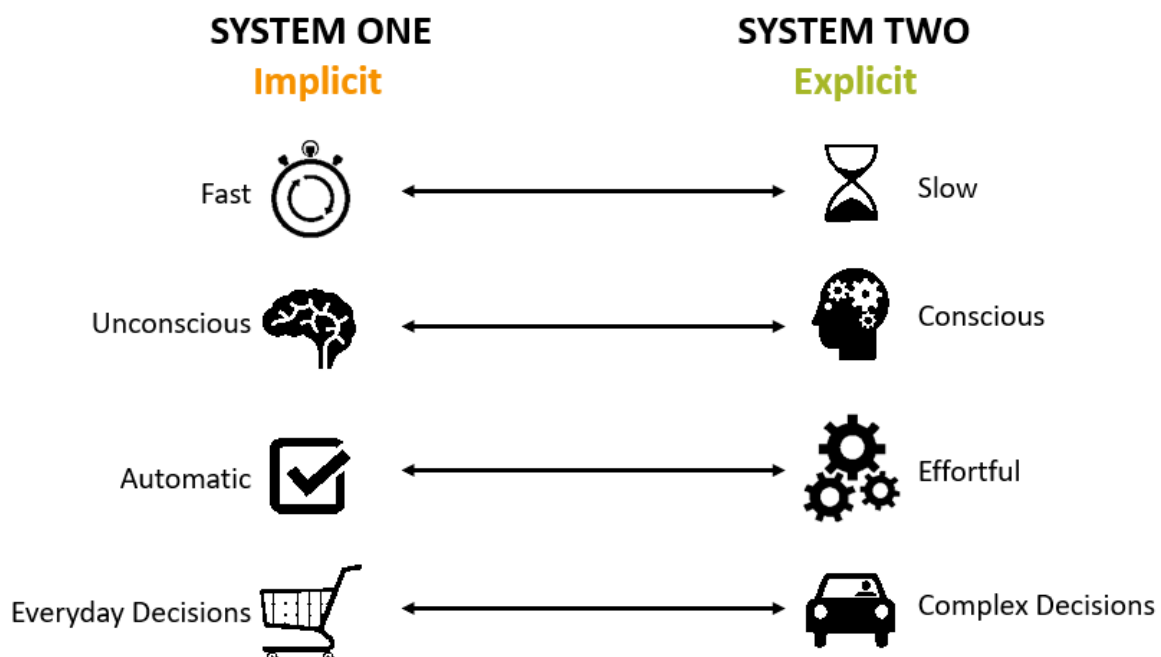 SYSTEM ONE
SYSTEM TWO
Implicit
Explicit
Fast
Slow
Unconscious
Conscious
Automatic
Effortful
Everyday Decisions
Complex Decisions